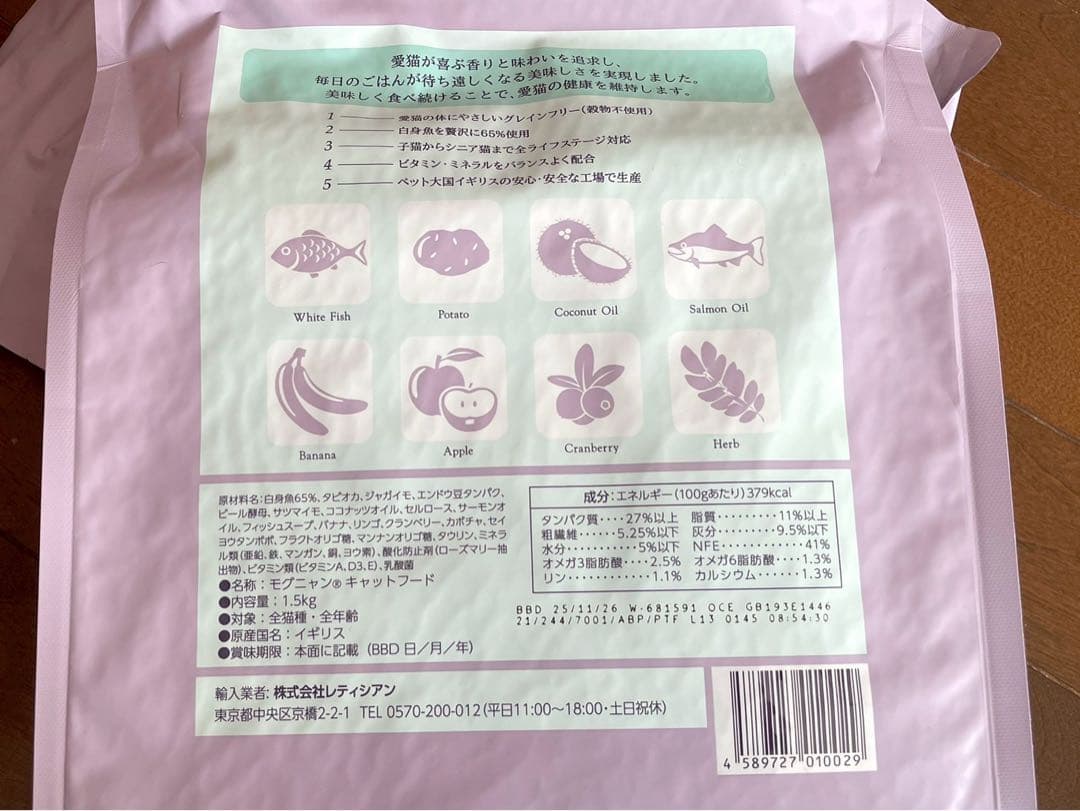 愛猫が喜ぶ香りと味わいを追求し、
毎日のごはんが待ち遠しくなる美味しさを実現しました。
美味しく食べ続けることで、愛猫の健康を維持します。
1 愛猫の体にやさしいグレインフリー(穀物不使用)
2 白身魚を贅沢に65%使用
3 子猫からシニア猫まで全ライフステージ対応
4 ビタミン・ミネラルをバランスよく配合
5 ペット大国イギリスの安心・安全な工場で生産
White Fish Potato Coconut Oil Salmon Oil
Banana Apple Cranberry Herb
原材料名:白身魚65%、タピオカ、ジャガイモ、エンドウ豆タンパク、
ビール酵母、サツマイモ、ココナッツオイル、セルロース、サーモンオ
イル、フィッシュスープ、バナナ、リンゴ、クランベリー、カボチャ、セイ
ヨウタンポポ、フラクトオリゴ糖、マンナンオリゴ糖、タウリン、ミネラ
ル類(亜鉛、鉄、マンガン、銅、ヨウ素)、酸化防止剤(ローズマリー抽
出物)、ビタミン類(ビタミンA、D3、E)、乳酸菌
●名称:モグニャン® キャットフード
●内容量:1.5kg
●対象:全猫種・全年齢
●原産国名:イギリス
●賞味期限:本面に記載 (BBD 日/月/年)
成分:エネルギー(100gあたり)379kcal
タンパク質‥‥27%以上 脂質‥‥‥‥‥11%以上
粗繊維‥‥‥5.25%以下 灰分‥‥‥‥‥9.5%以下
水分‥‥‥‥‥5%以下 NFE‥‥‥‥‥‥41%
オメガ3脂肪酸‥‥2.5% オメガ6脂肪酸‥‥1.3%
リン‥‥‥‥‥‥1.1% カルシウム‥‥‥1.3%
BBD 25/11/26 W-681591 OCE GB193E1446
21/244/7001/ABP/PTF L13 0145 08:54:30
輸入業者: 株式会社レティシアン
東京都中央区京橋2-2-1 TEL 0570-200-012(平日11:00〜18:00・土日祝休)
4 589727 010029